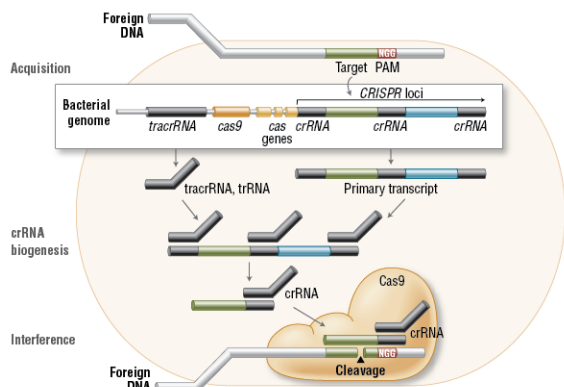 Foreign
DNA
NGG
Acquisition
Target PAM
CRISPR loci
Bacterial
genome
tracrRNA cas9 cas
genes
crRNA crRNA crRNA
tracrRNA, trRNA
Primary transcript
crRNA
biogenesis
crRNA
Cas9
crRNA
Interference
NGG
Cleavage
Foreign
DNA